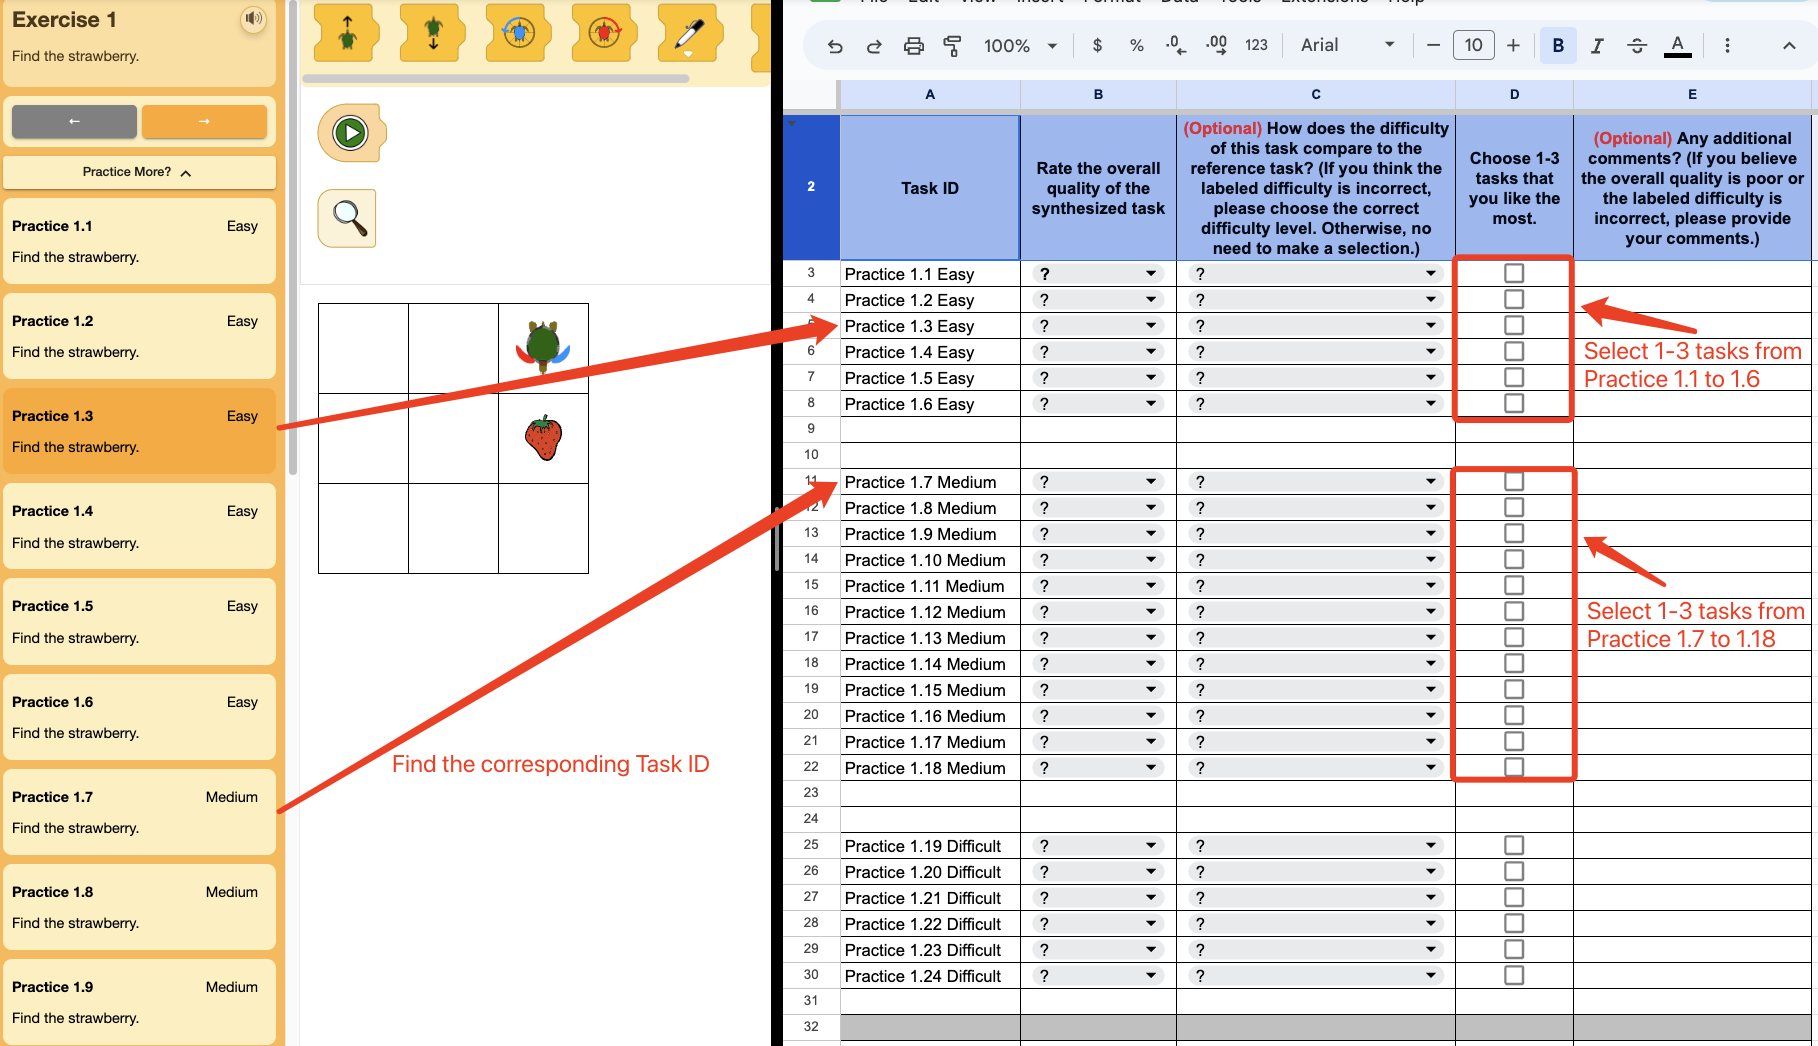 Exercise 1
Find the strawberry.
←
→
Practice More?
Practice 1.1 Easy
Find the strawberry.
Practice 1.2 Easy
Find the strawberry.
Practice 1.3 Easy
Find the strawberry.
Practice 1.4 Easy
Find the strawberry.
Practice 1.5 Easy
Find the strawberry.
Practice 1.6 Easy
Find the strawberry.
Practice 1.7 Medium
Find the strawberry.
Practice 1.8 Medium
Find the strawberry.
Practice 1.9 Medium
Find the strawberry.
Find the corresponding Task ID
File Edit View Insert Format Data Tools Extensions Help
100% $ % .0 .00 123 Arial − 10 + B I S A
A B C D E
2
Task ID
Rate the overall
quality of the
synthesized task
(Optional) How does the difficulty
of this task compare to the
reference task? (If you think the
labeled difficulty is incorrect,
please choose the correct
difficulty level. Otherwise, no
need to make a selection.)
Choose 1-3
tasks that
you like the
most.
(Optional) Any additional
comments? (If you believe
the overall quality is poor or
the labeled difficulty is
incorrect, please provide
your comments.)
3 Practice 1.1 Easy ? ?
4 Practice 1.2 Easy ? ?
5 Practice 1.3 Easy ? ?
6 Practice 1.4 Easy ? ?
7 Practice 1.5 Easy ? ?
8 Practice 1.6 Easy ? ?
9
10
11 Practice 1.7 Medium ? ?
12 Practice 1.8 Medium ? ?
13 Practice 1.9 Medium ? ?
14 Practice 1.10 Medium ? ?
15 Practice 1.11 Medium ? ?
16 Practice 1.12 Medium ? ?
17 Practice 1.13 Medium ? ?
18 Practice 1.14 Medium ? ?
19 Practice 1.15 Medium ? ?
20 Practice 1.16 Medium ? ?
21 Practice 1.17 Medium ? ?
22 Practice 1.18 Medium ? ?
23
24
25 Practice 1.19 Difficult ? ?
26 Practice 1.20 Difficult ? ?
27 Practice 1.21 Difficult ? ?
28 Practice 1.22 Difficult ? ?
29 Practice 1.23 Difficult ? ?
30 Practice 1.24 Difficult ? ?
31
32
Select 1-3 tasks from
Practice 1.1 to 1.6
Select 1-3 tasks from
Practice 1.7 to 1.18